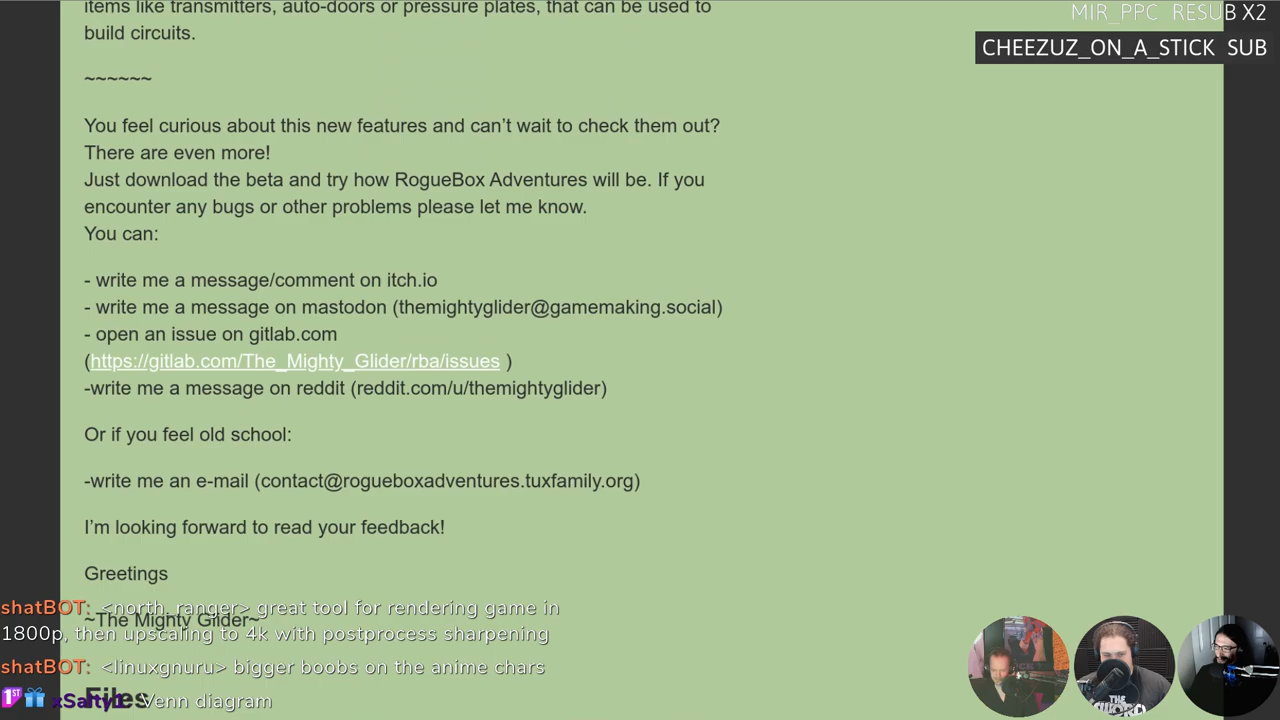 items like transmitters, auto-doors or pressure plates, that can be used to
build circuits.
MIR_PPC RESUB X2
CHEEZUZ_ON_A_STICK SUB
~~~~~~
You feel curious about this new features and can’t wait to check them out?
There are even more!
Just download the beta and try how RogueBox Adventures will be. If you
encounter any bugs or other problems please let me know.
You can:
- write me a message/comment on itch.io
- write me a message on mastodon (themightyglider@gamemaking.social)
- open an issue on gitlab.com
(https://gitlab.com/The_Mighty_Glider/rba/issues )
-write me a message on reddit (reddit.com/u/themightyglider)
Or if you feel old school:
-write me an e-mail (contact@rogueboxadventures.tuxfamily.org)
I’m looking forward to read your feedback!
Greetings
~The Mighty Glider~
Files
shatBOT: <north_ranger> great tool for rendering game in
1800p, then upscaling to 4k with postprocess sharpening
shatBOT: <linuxgnuru> bigger boobs on the anime chars
1ST xSalty1: Venn diagram